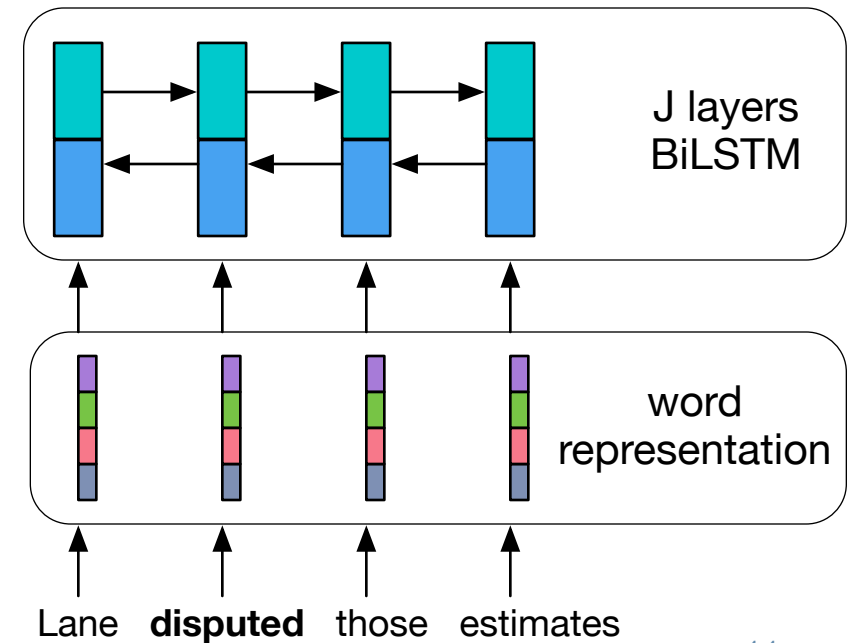 J layers
BiLSTM
word
representation
Lane disputed those estimates